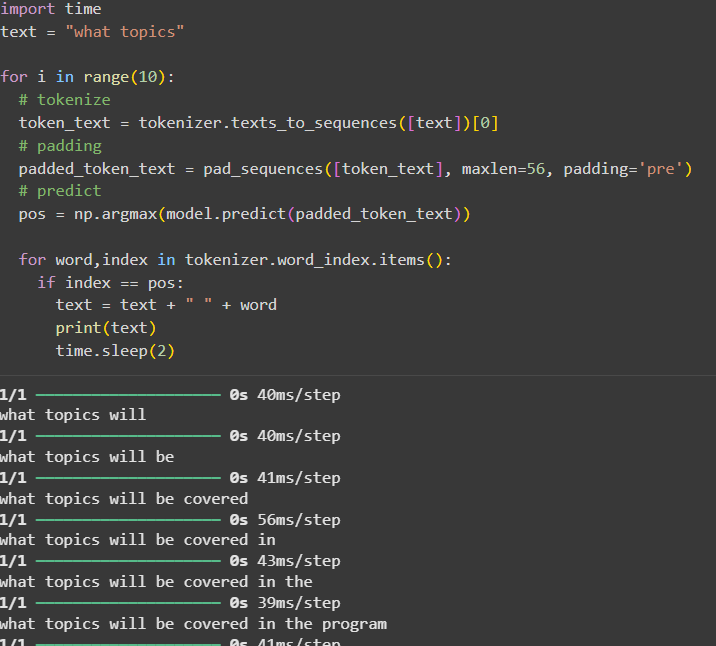 import time
text = "what topics"
for i in range(10):
  # tokenize
  token_text = tokenizer.texts_to_sequences([text])[0]
  # padding
  padded_token_text = pad_sequences([token_text], maxlen=56, padding='pre')
  # predict
  pos = np.argmax(model.predict(padded_token_text))
  for word,index in tokenizer.word_index.items():
    if index == pos:
      text = text + " " + word
      print(text)
      time.sleep(2)
1/1 0s 40ms/step
what topics will
1/1 0s 40ms/step
what topics will be
1/1 0s 41ms/step
what topics will be covered
1/1 0s 56ms/step
what topics will be covered in
1/1 0s 43ms/step
what topics will be covered in the
1/1 0s 39ms/step
what topics will be covered in the program
1/1 0s 41ms/step